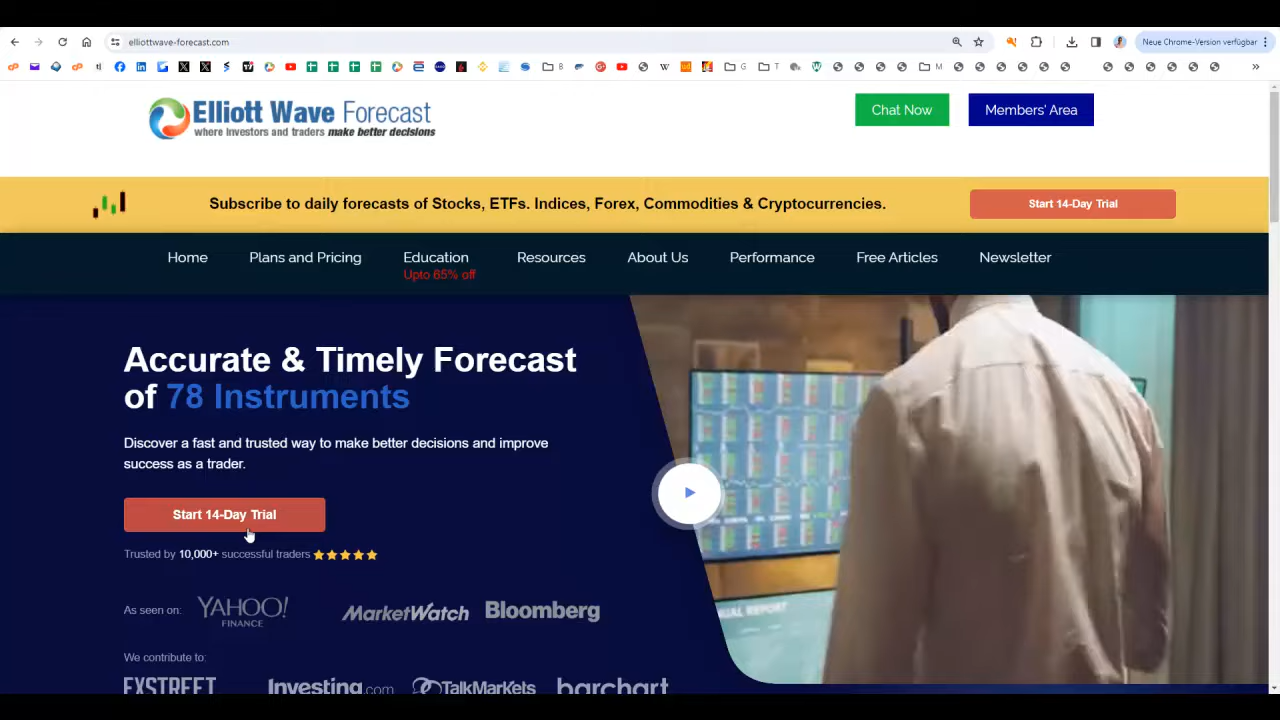 elliottwave-forecast.com
Neue Chrome-Version verfügbar
Elliott Wave Forecast
where investors and traders make better decisions
Chat Now
Members' Area
Subscribe to daily forecasts of Stocks, ETFs. Indices, Forex, Commodities & Cryptocurrencies.
Start 14-Day Trial
Home
Plans and Pricing
Education
Upto 65% off
Resources
About Us
Performance
Free Articles
Newsletter
Accurate & Timely Forecast
of 78 Instruments
Discover a fast and trusted way to make better decisions and improve
success as a trader.
Start 14-Day Trial
Trusted by 10,000+ successful traders
As seen on:
YAHOO!
FINANCE
MarketWatch
Bloomberg
We contribute to:
FXSTREET
Investing.com
TalkMarkets
barchart